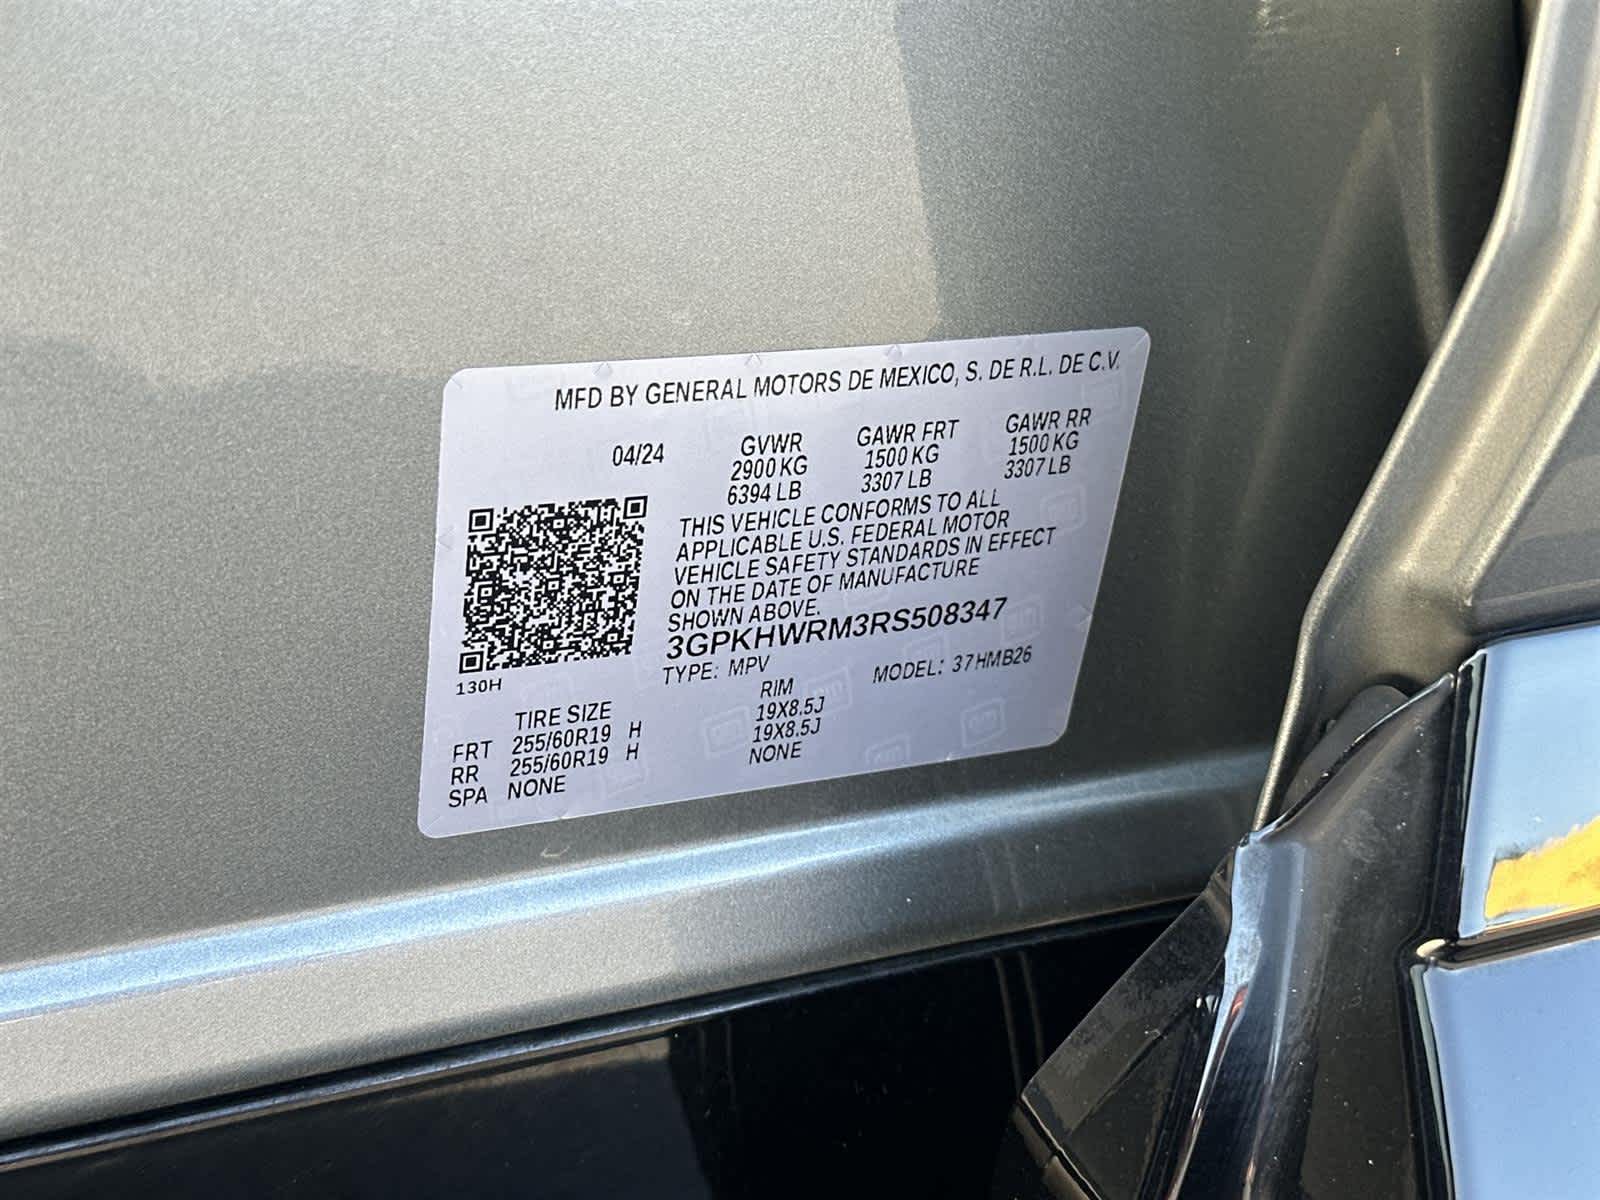 MFD BY GENERAL MOTORS DE MEXICO, S. DE R.L. DE C.V.
04/24 GVWR GAWR FRT GAWR RR
2900 KG 1500 KG 1500 KG
6394 LB 3307 LB 3307 LB
THIS VEHICLE CONFORMS TO ALL
APPLICABLE U.S. FEDERAL MOTOR
VEHICLE SAFETY STANDARDS IN EFFECT
ON THE DATE OF MANUFACTURE
SHOWN ABOVE.
3GPKHWRM3RS508347
TYPE: MPV MODEL: 37HMB26
130H
TIRE SIZE RIM
FRT 255/60R19 H 19X8.5J
RR 255/60R19 H 19X8.5J
SPA NONE NONE